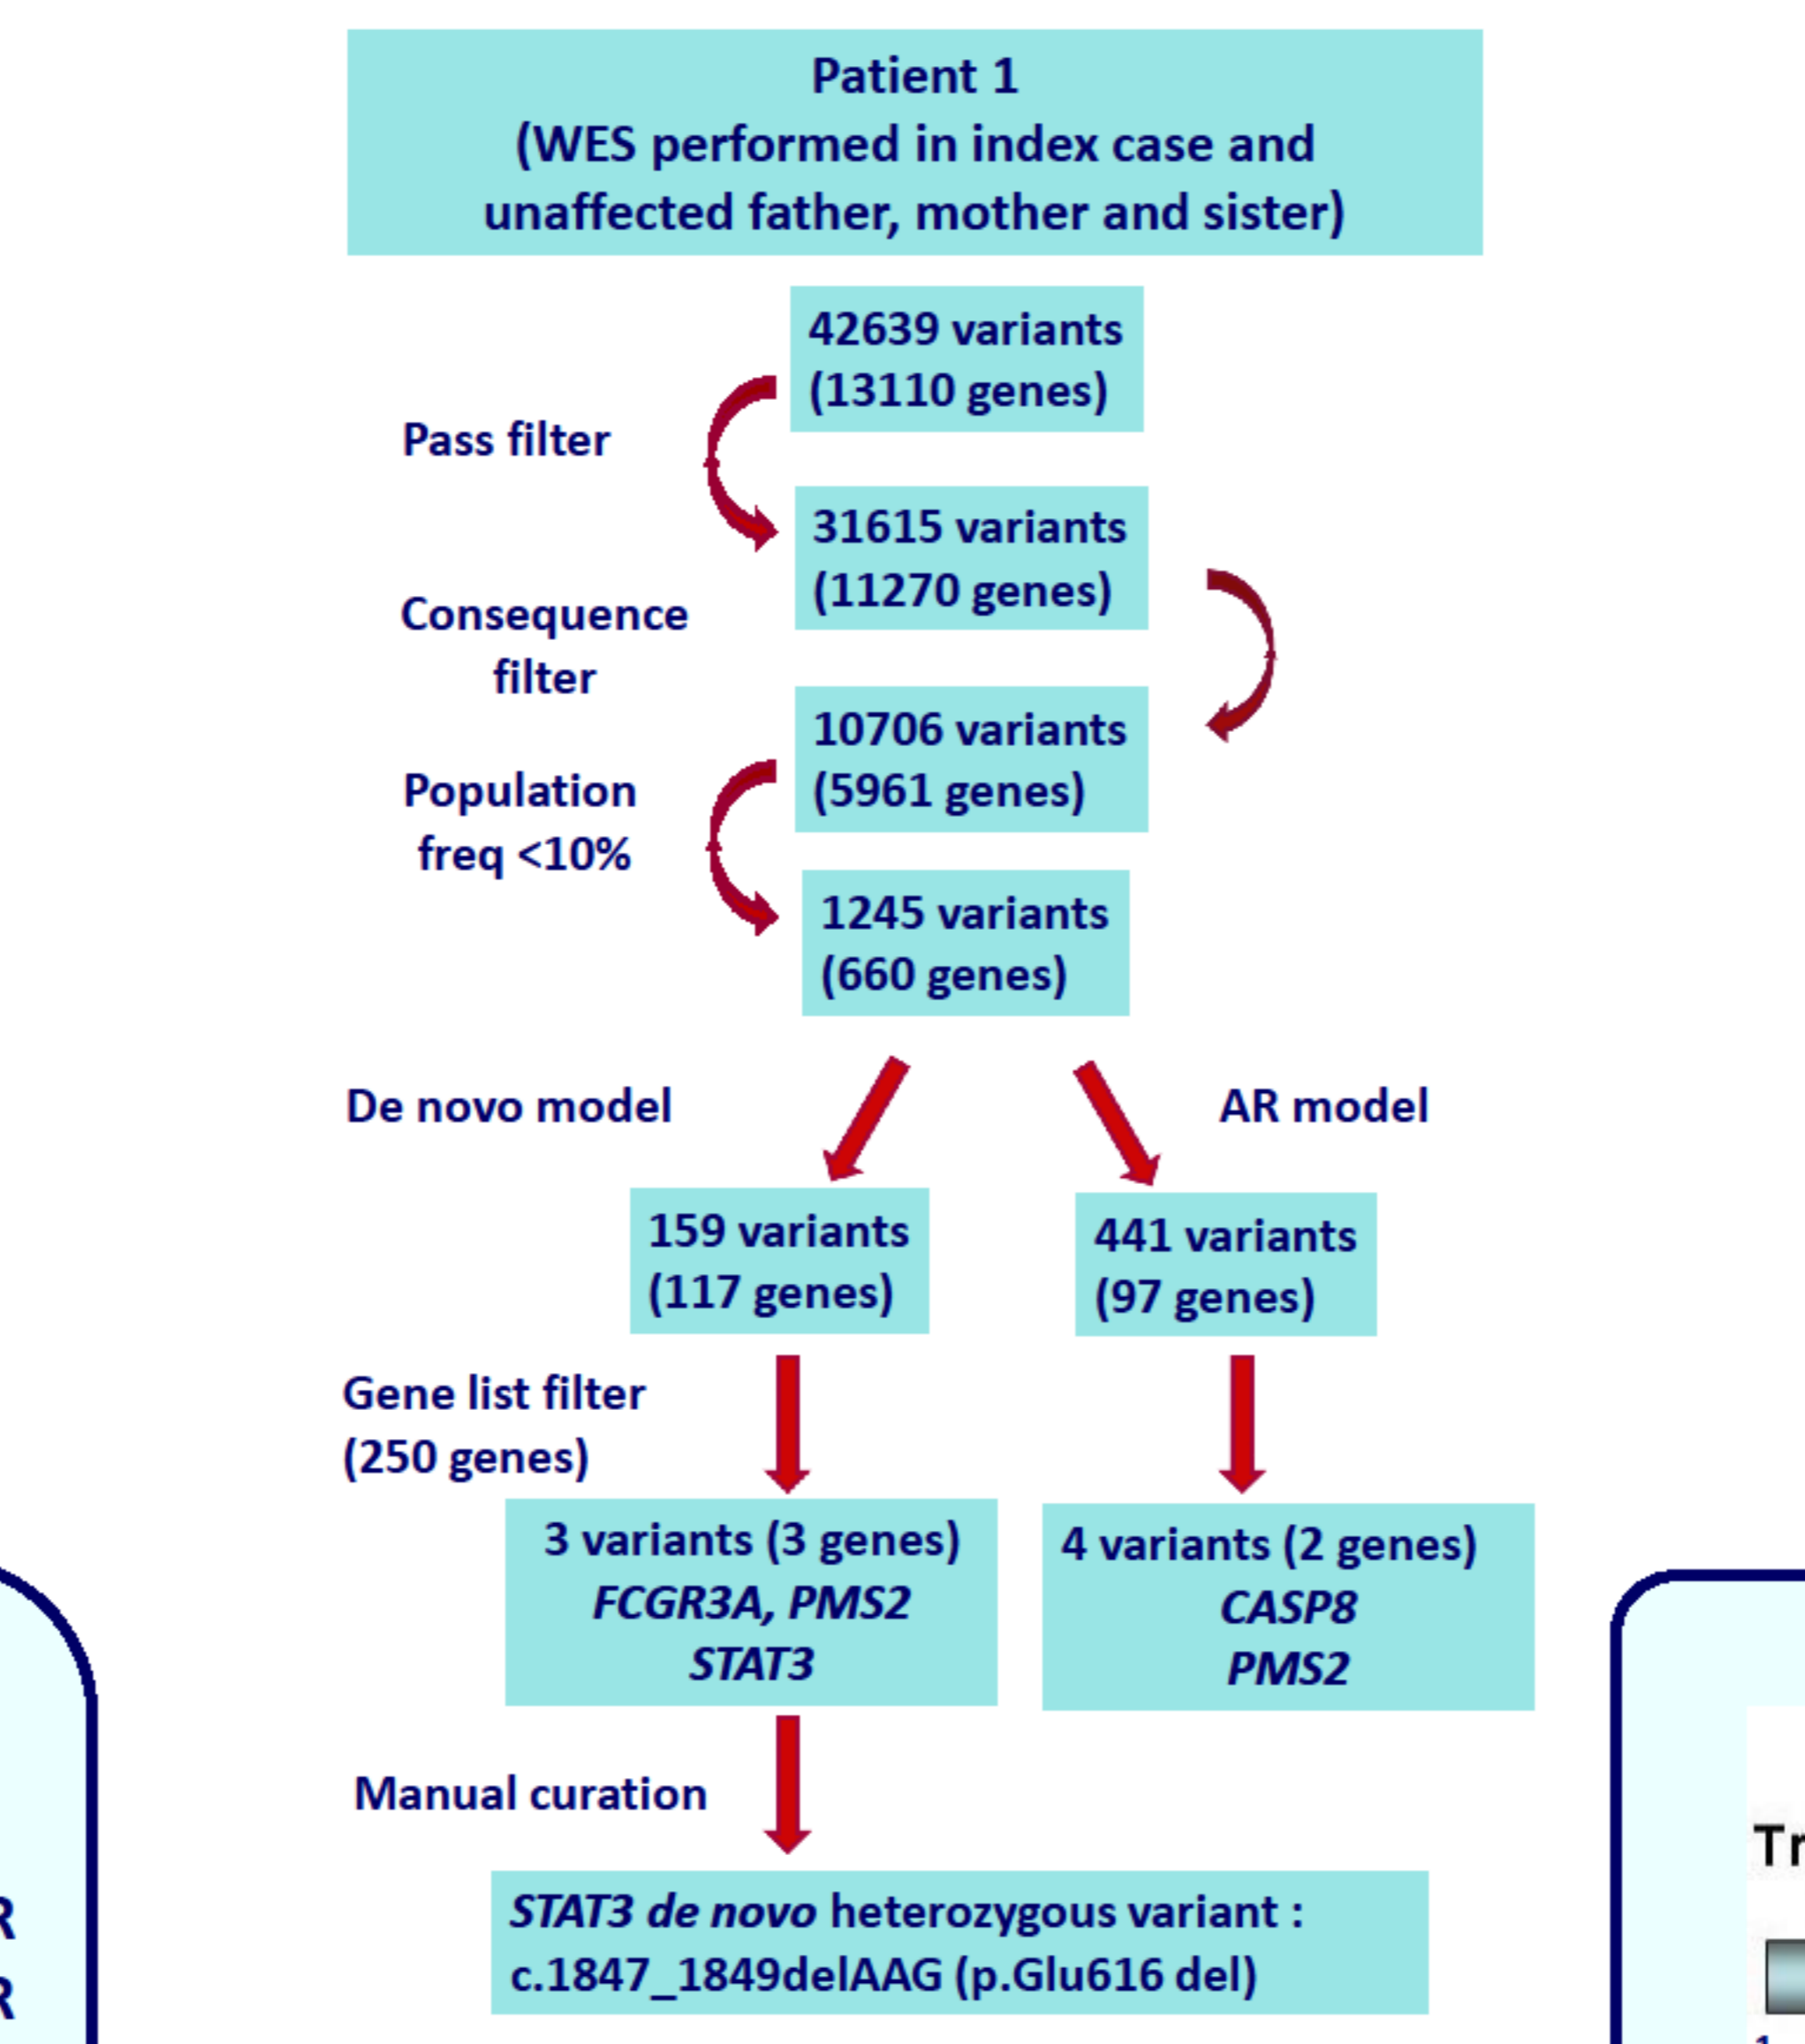 Patient 1
(WES performed in index case and
unaffected father, mother and sister)
42639 variants
(13110 genes)
Pass filter
31615 variants
(11270 genes)
Consequence
filter
10706 variants
(5961 genes)
Population
freq <10%
1245 variants
(660 genes)
De novo model
AR model
159 variants
(117 genes)
441 variants
(97 genes)
Gene list filter
(250 genes)
3 variants (3 genes)
FCGR3A, PMS2
STAT3
4 variants (2 genes)
CASP8
PMS2
Manual curation
STAT3 de novo heterozygous variant :
c.1847_1849delAAG (p.Glu616 del)
R
R